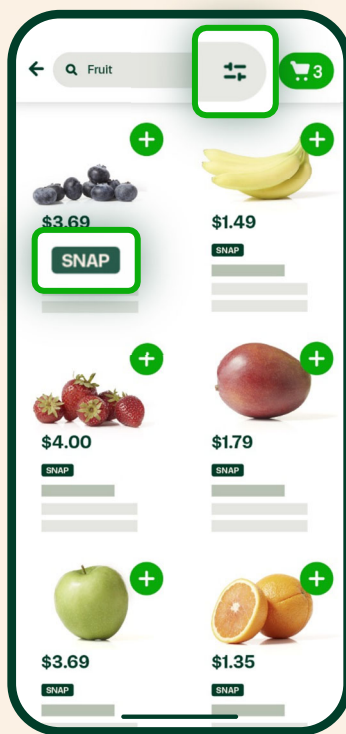 Fruit
3
$3.69
$1.49
SNAP
SNAP
$4.00
$1.79
SNAP
SNAP
$3.69
$1.35
SNAP
SNAP